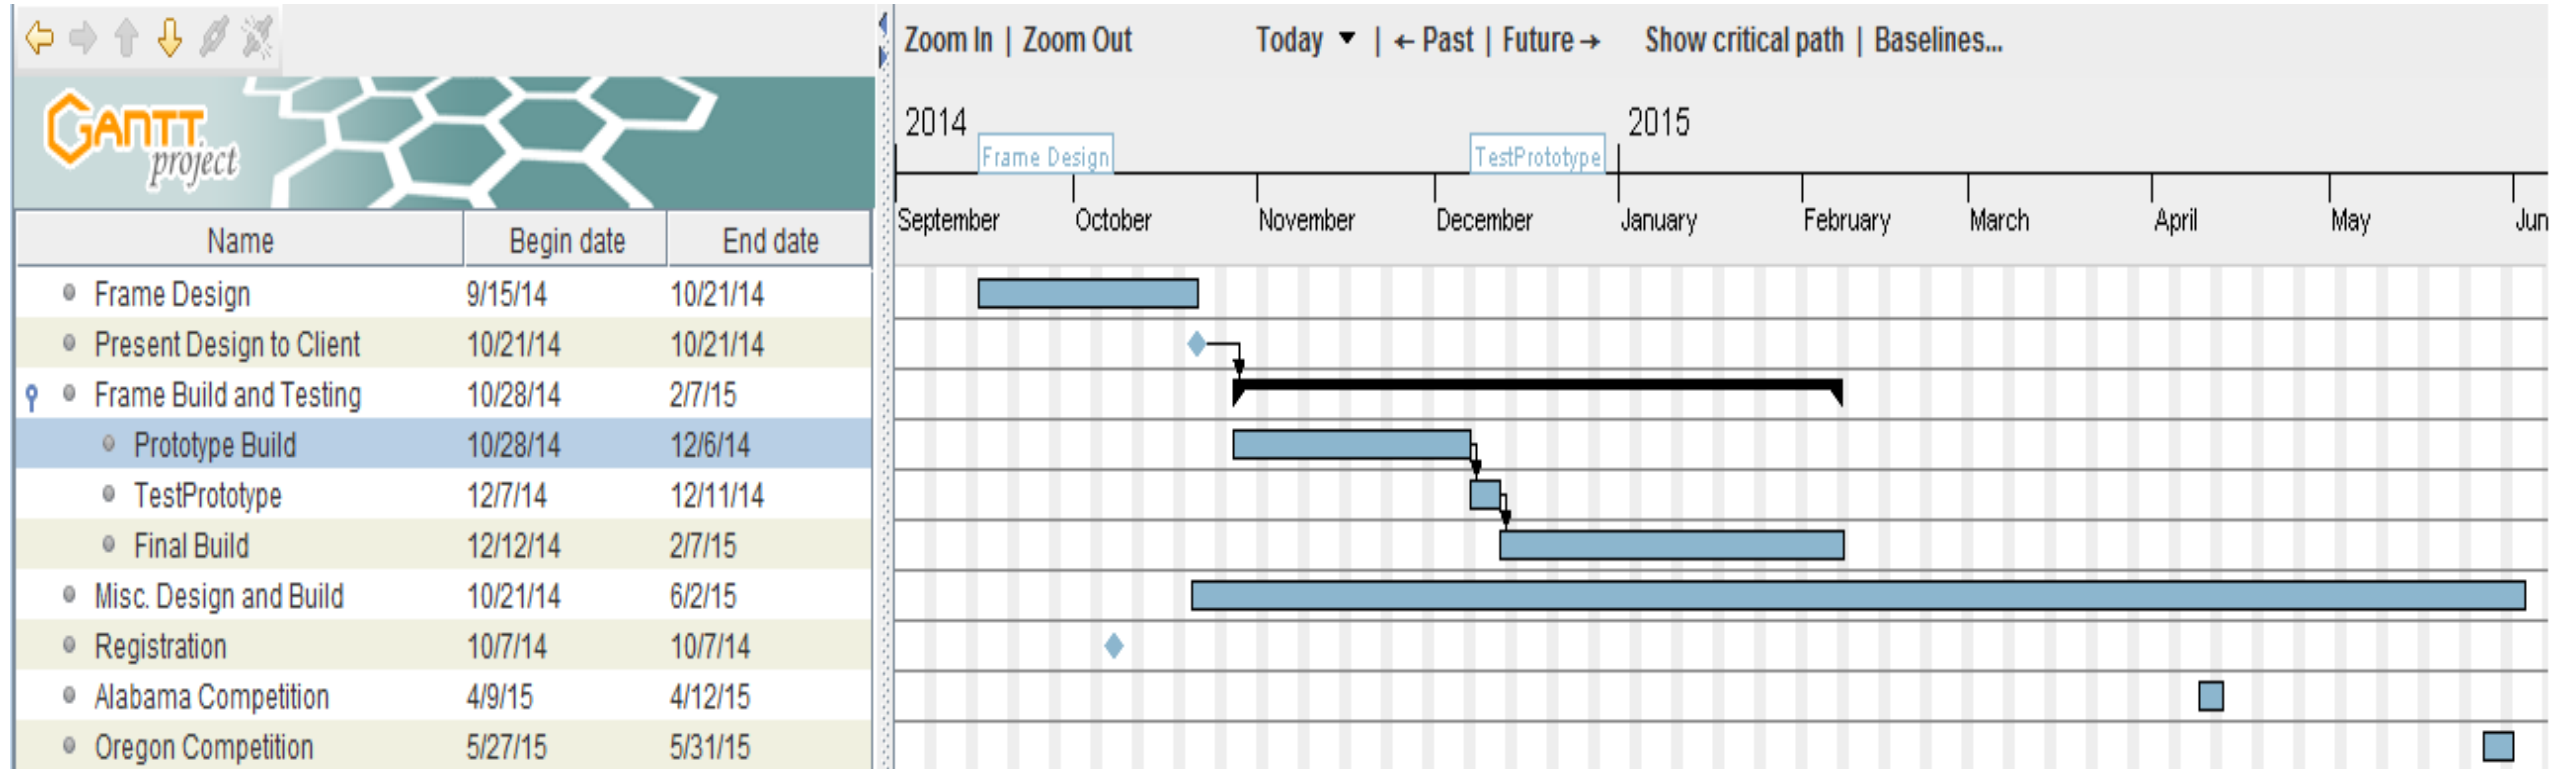 Zoom In | Zoom Out Today ▼ | ← Past | Future → Show critical path | Baselines...
GANTT
project
2014 2015
Frame Design TestPrototype
September October November December January February March April May Jun
Name Begin date End date
Frame Design 9/15/14 10/21/14
Present Design to Client 10/21/14 10/21/14
Frame Build and Testing 10/28/14 2/7/15
Prototype Build 10/28/14 12/6/14
TestPrototype 12/7/14 12/11/14
Final Build 12/12/14 2/7/15
Misc. Design and Build 10/21/14 6/2/15
Registration 10/7/14 10/7/14
Alabama Competition 4/9/15 4/12/15
Oregon Competition 5/27/15 5/31/15